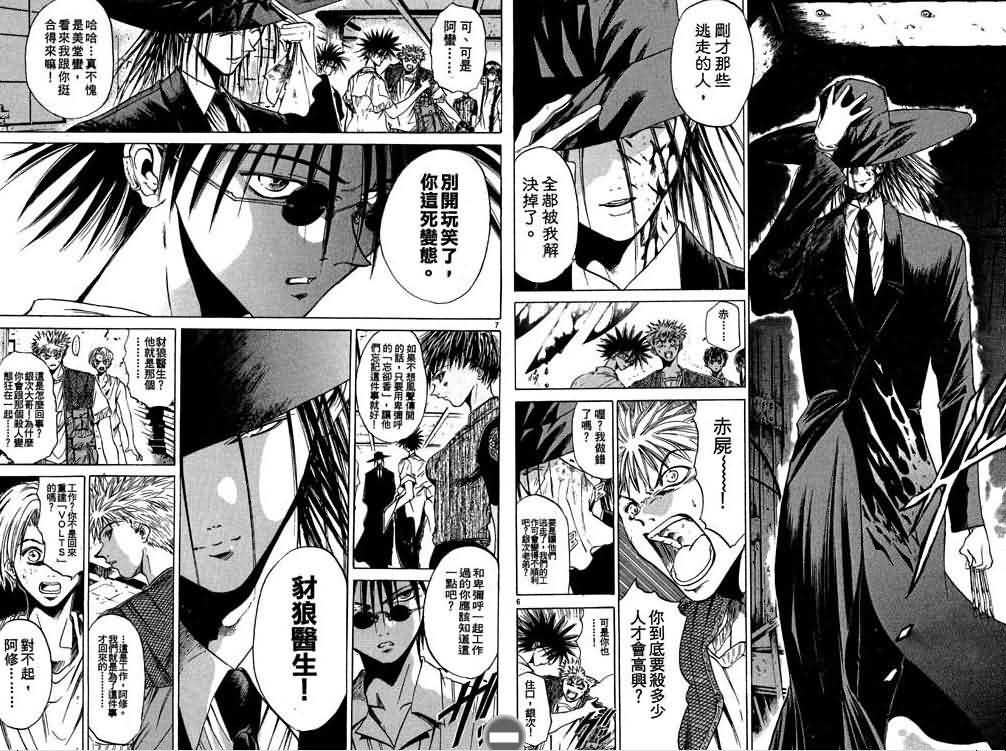 剛才那些
逃走的人，
全都被我解
決掉了。
赤……
赤屍～～～
喔？我做錯
了嗎？
要是讓他們
逃走了，我們的工
作可會變得不順利
吧？銀次老弟？
你到底要殺多少
人才會高興？
可是你也
………！
住口，銀次！
6
可、可是
阿蠻……
哈哈…真不愧
是美堂蠻，
看來我跟你挺
合得來嘛！
別開玩笑了，
你這死變態。
7
如果不想風聲傳開
的話，只要用卑彌呼
的「忘卻香」，讓他
們忘記這件事就好！
和卑彌呼一起工作
過的你應該知道這
一點吧？
豺狼醫生！
豺狼醫生？
他就是那個
這是怎麼回事？
銀次大哥為什麼
你會跟那個殺人變
態狂在一起……？
工作？你不是回來
重建「VOLTS」
的嗎？
…這是工作，阿修。
我們就是為了這件事
才回來的……
對不起，
阿修……